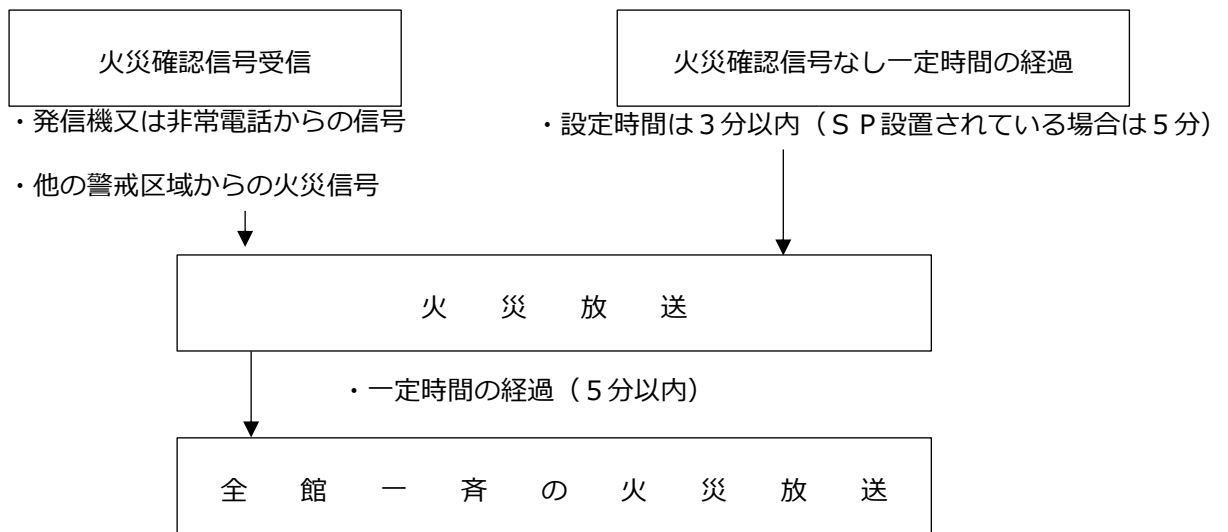 火災確認信号受信
火災確認信号なし一定時間の経過
・発信機又は非常電話からの信号
・設定時間は３分以内（ＳＰ設置されている場合は５分）
・他の警戒区域からの火災信号
火　災　放　送
・一定時間の経過（５分以内）
全　館　一　斉　の　火　災　放　送